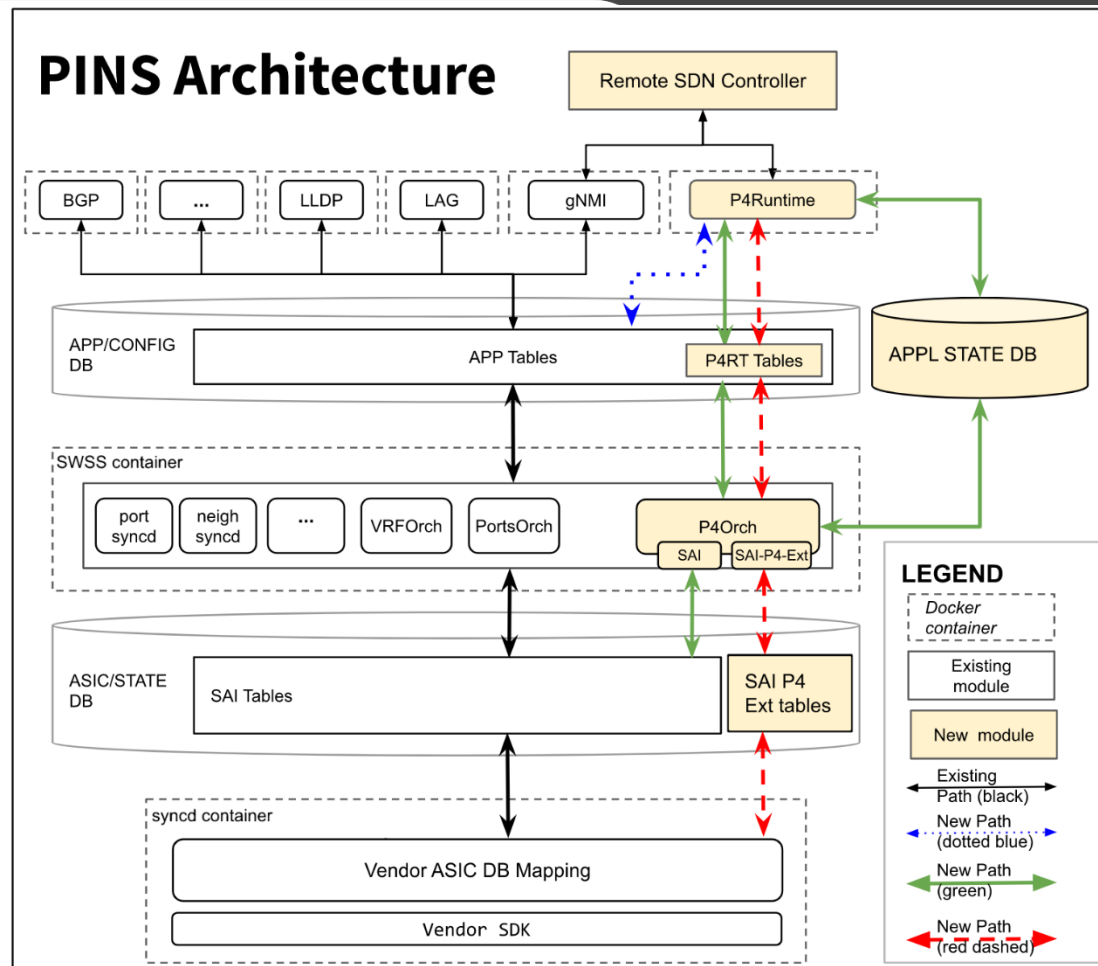 PINS Architecture
Remote SDN Controller
BGP
...
LLDP
LAG
gNMI
P4Runtime
APP/CONFIG
DB
APP Tables
P4RT Tables
APPL STATE DB
SWSS container
port
syncd
neigh
syncd
...
VRFOrch
PortsOrch
P4Orch
SAI
SAI-P4-Ext
ASIC/STATE
DB
SAI Tables
SAI P4
Ext tables
syncd container
Vendor ASIC DB Mapping
Vendor SDK
LEGEND
Docker
container
Existing
module
New module
Existing
Path (black)
New Path
(dotted blue)
New Path
(green)
New Path
(red dashed)